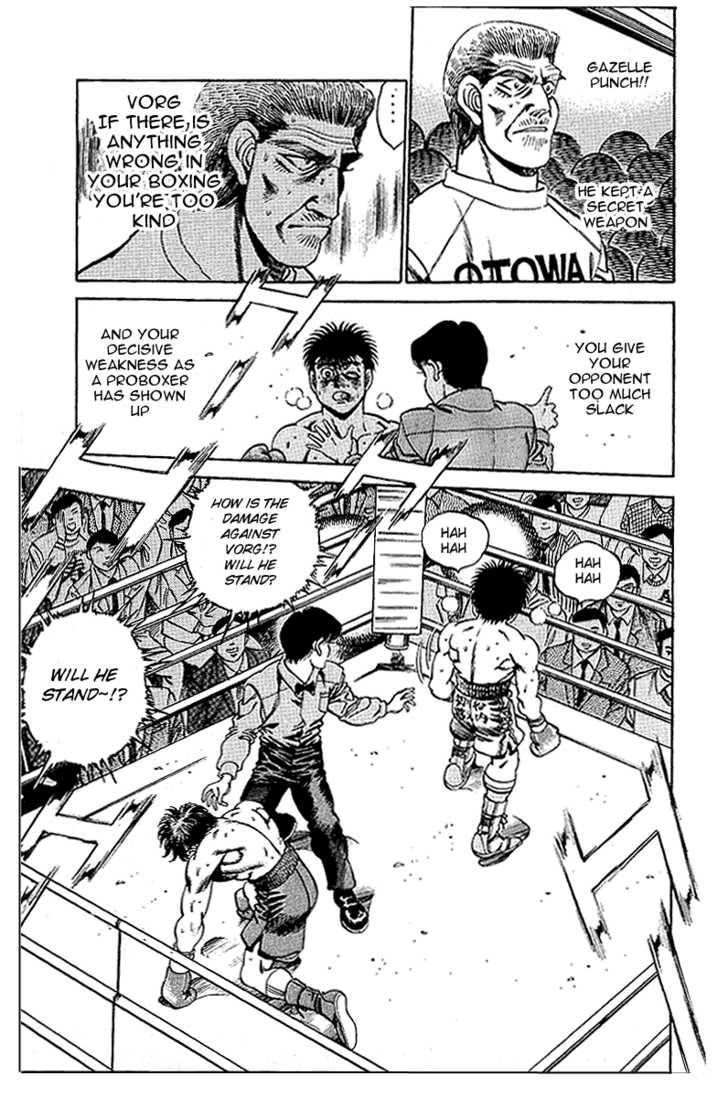 GAZELLE
PUNCH!!
HE KEPT A
SECRET
WEAPON
OTOWA
....
VORG
IF THERE IS
ANYTHING
WRONG IN
YOUR BOXING
YOU'RE TOO
KIND
YOU GIVE
YOUR
OPPONENT
TOO MUCH
SLACK
AND YOUR
DECISIVE
WEAKNESS AS
A PROBOXER
HAS SHOWN
UP
HOW IS THE
DAMAGE
AGAINST
VORG!?
WILL HE
STAND?
HAH
HAH
HAH
HAH
WILL HE
STAND~!?